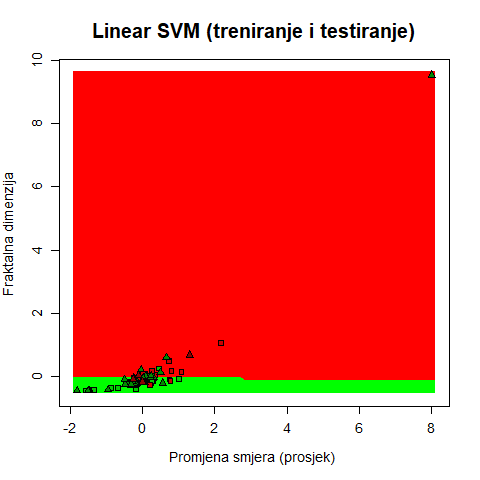 Linear SVM (treniranje i testiranje)
10
8
6
4
2
0
Fraktalna dimenzija
-2 0 2 4 6 8
Promjena smjera (prosjek)